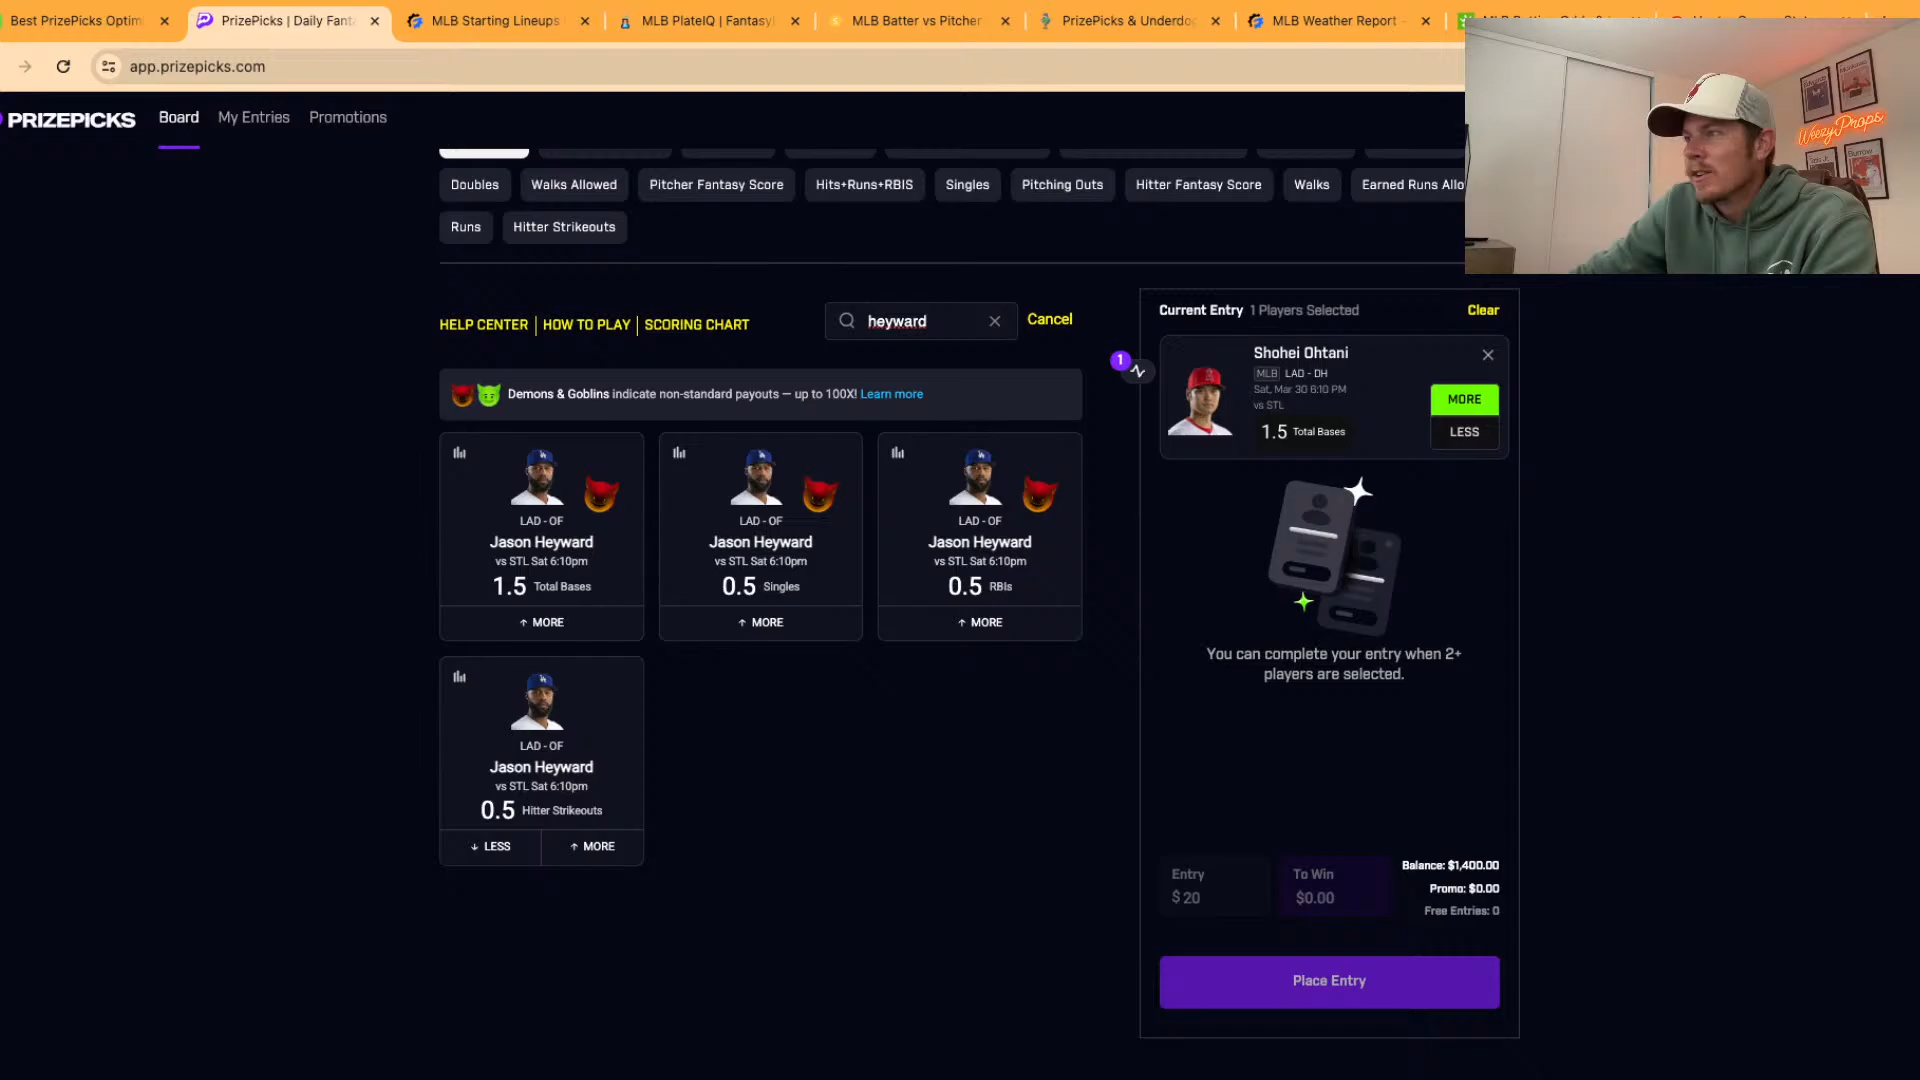 Best PrizePicks Optim
PrizePicks | Daily Fant
MLB Starting Lineups
MLB PlateIQ | Fantasy
MLB Batter vs Pitcher
PrizePicks & Underdo
MLB Weather Report -
app.prizepicks.com
PRIZEPICKS
Board
My Entries
Promotions
Doubles
Walks Allowed
Pitcher Fantasy Score
Hits+Runs+RBIS
Singles
Pitching Outs
Hitter Fantasy Score
Walks
Earned Runs Allo
Runs
Hitter Strikeouts
HELP CENTER
HOW TO PLAY
SCORING CHART
heyward
Cancel
Demons & Goblins indicate non-standard payouts — up to 100X! Learn more
LAD - OF
Jason Heyward
vs STL Sat 6:10pm
1.5 Total Bases
↑ MORE
LAD - OF
Jason Heyward
vs STL Sat 6:10pm
0.5 Singles
↑ MORE
LAD - OF
Jason Heyward
vs STL Sat 6:10pm
0.5 RBIs
↑ MORE
LAD - OF
Jason Heyward
vs STL Sat 6:10pm
0.5 Hitter Strikeouts
↓ LESS
↑ MORE
Current Entry 1 Players Selected
Clear
1
Shohei Ohtani
MLB LAD - DH
Sat, Mar 30 6:10 PM
vs STL
1.5 Total Bases
MORE
LESS
You can complete your entry when 2+
players are selected.
Entry
$ 20
To Win
$0.00
Balance: $1,400.00
Promo: $0.00
Free Entries: 0
Place Entry
WeezyProps
Burrow